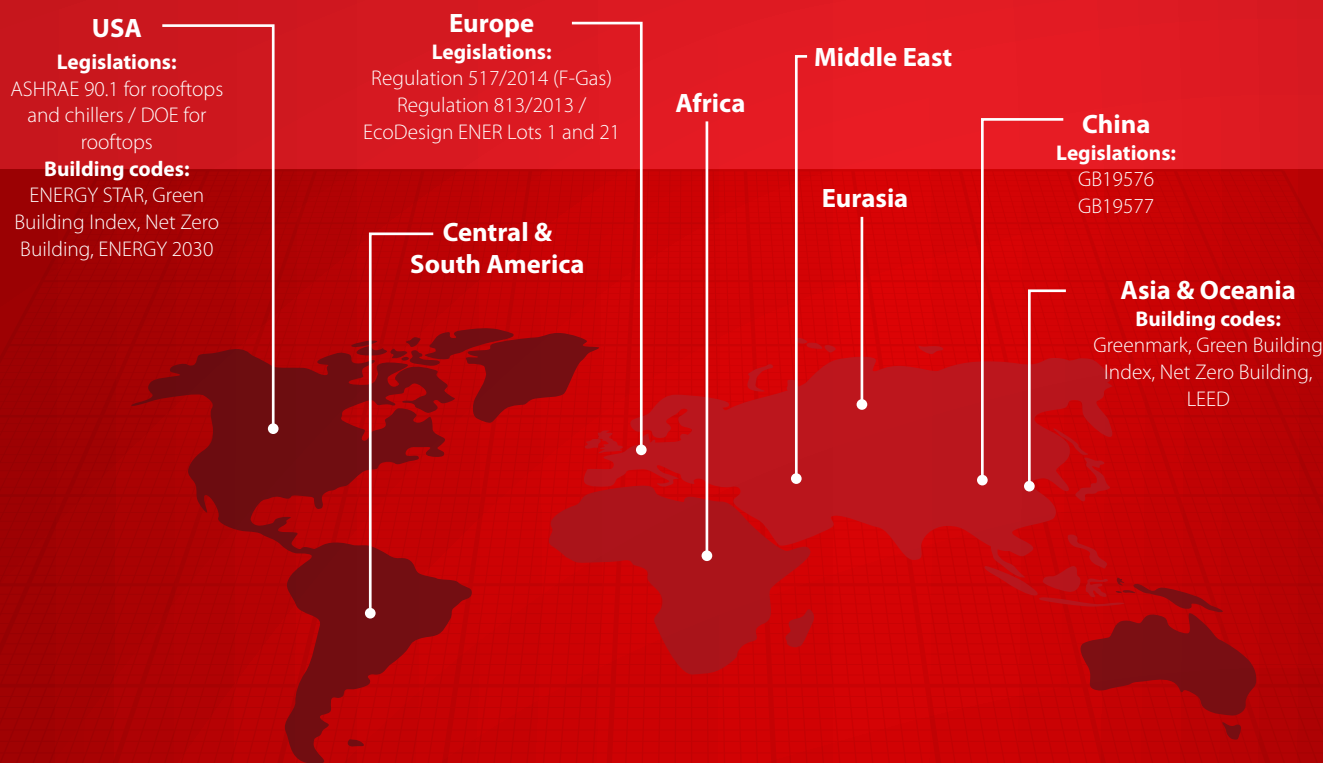 USA
Legislations:
ASHRAE 90.1 for rooftops
and chillers / DOE for
rooftops
Building codes:
ENERGY STAR, Green
Building Index, Net Zero
Building, ENERGY 2030
Europe
Legislations:
Regulation 517/2014 (F-Gas)
Regulation 813/2013 /
EcoDesign ENER Lots 1 and 21
Middle East
Africa
China
Legislations:
GB19576
GB19577
Eurasia
Central &
South America
Asia & Oceania
Building codes:
Greenmark, Green Building
Index, Net Zero Building,
LEED